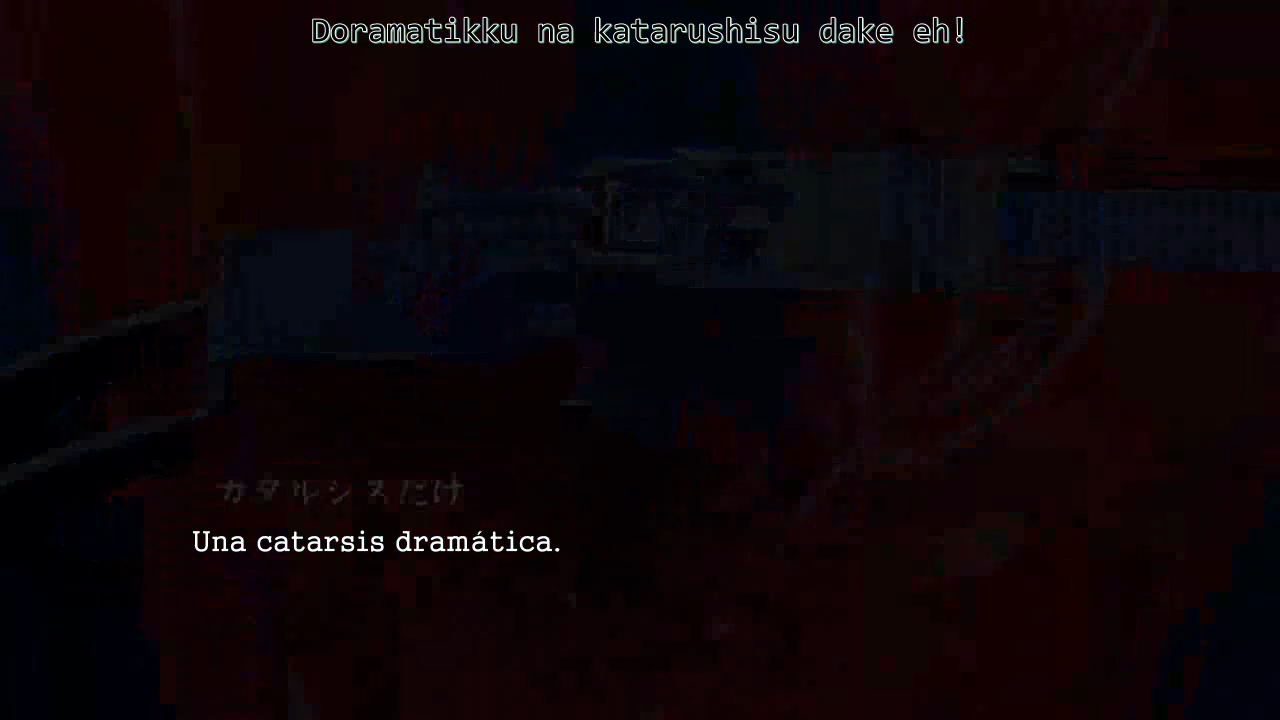 Doramatikku na katarushisu dake eh!
カタルシスだけ
Una catarsis dramática.